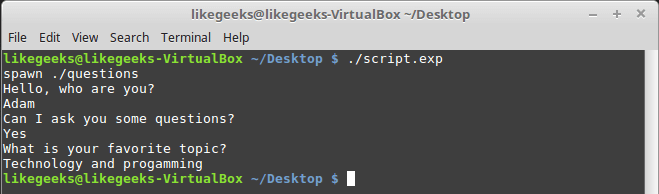 likegeeks@likegeeks-VirtualBox ~/Desktop
File Edit View Search Terminal Help
likegeeks@likegeeks-VirtualBox ~/Desktop $ ./script.exp
spawn ./questions
Hello, who are you?
Adam
Can I ask you some questions?
Yes
What is your favorite topic?
Technology and progamming
likegeeks@likegeeks-VirtualBox ~/Desktop $